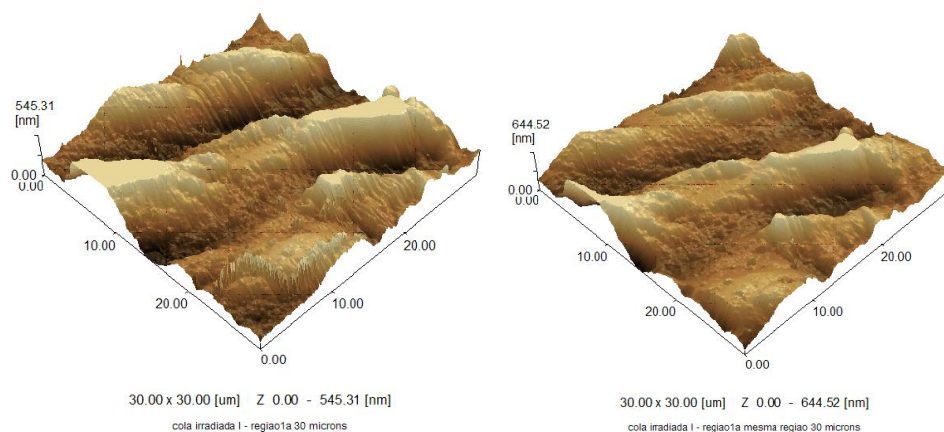 545.31
[nm]
0.00
0.00
10.00
20.00
0.00
10.00
20.00
30.00 x 30.00 [um] Z 0.00 - 545.31 [nm]
cola irradiada I - regiao1a 30 microns
644.52
[nm]
0.00
0.00
10.00
20.00
0.00
10.00
20.00
30.00 x 30.00 [um] Z 0.00 - 644.52 [nm]
cola irradiada I - regiao1a mesma regiao 30 microns